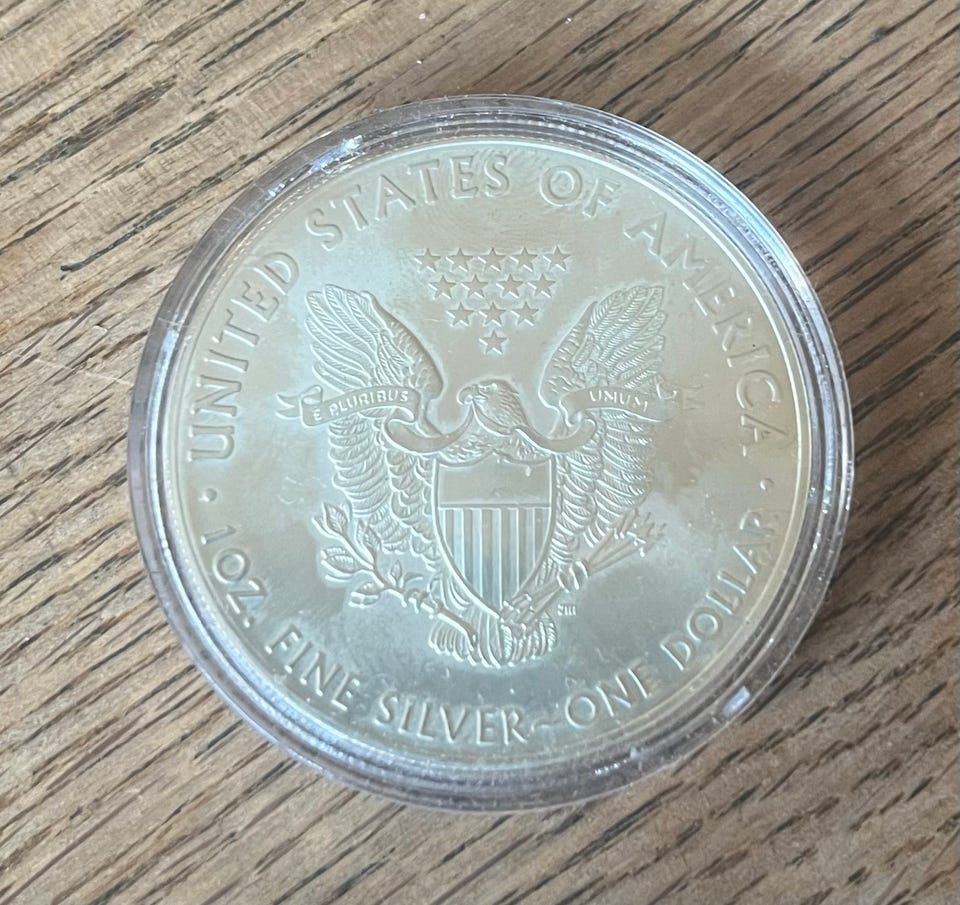 UNITED STATES OF AMERICA
E PLURIBUS UNUM
1 OZ. FINE SILVER~ONE DOLLAR